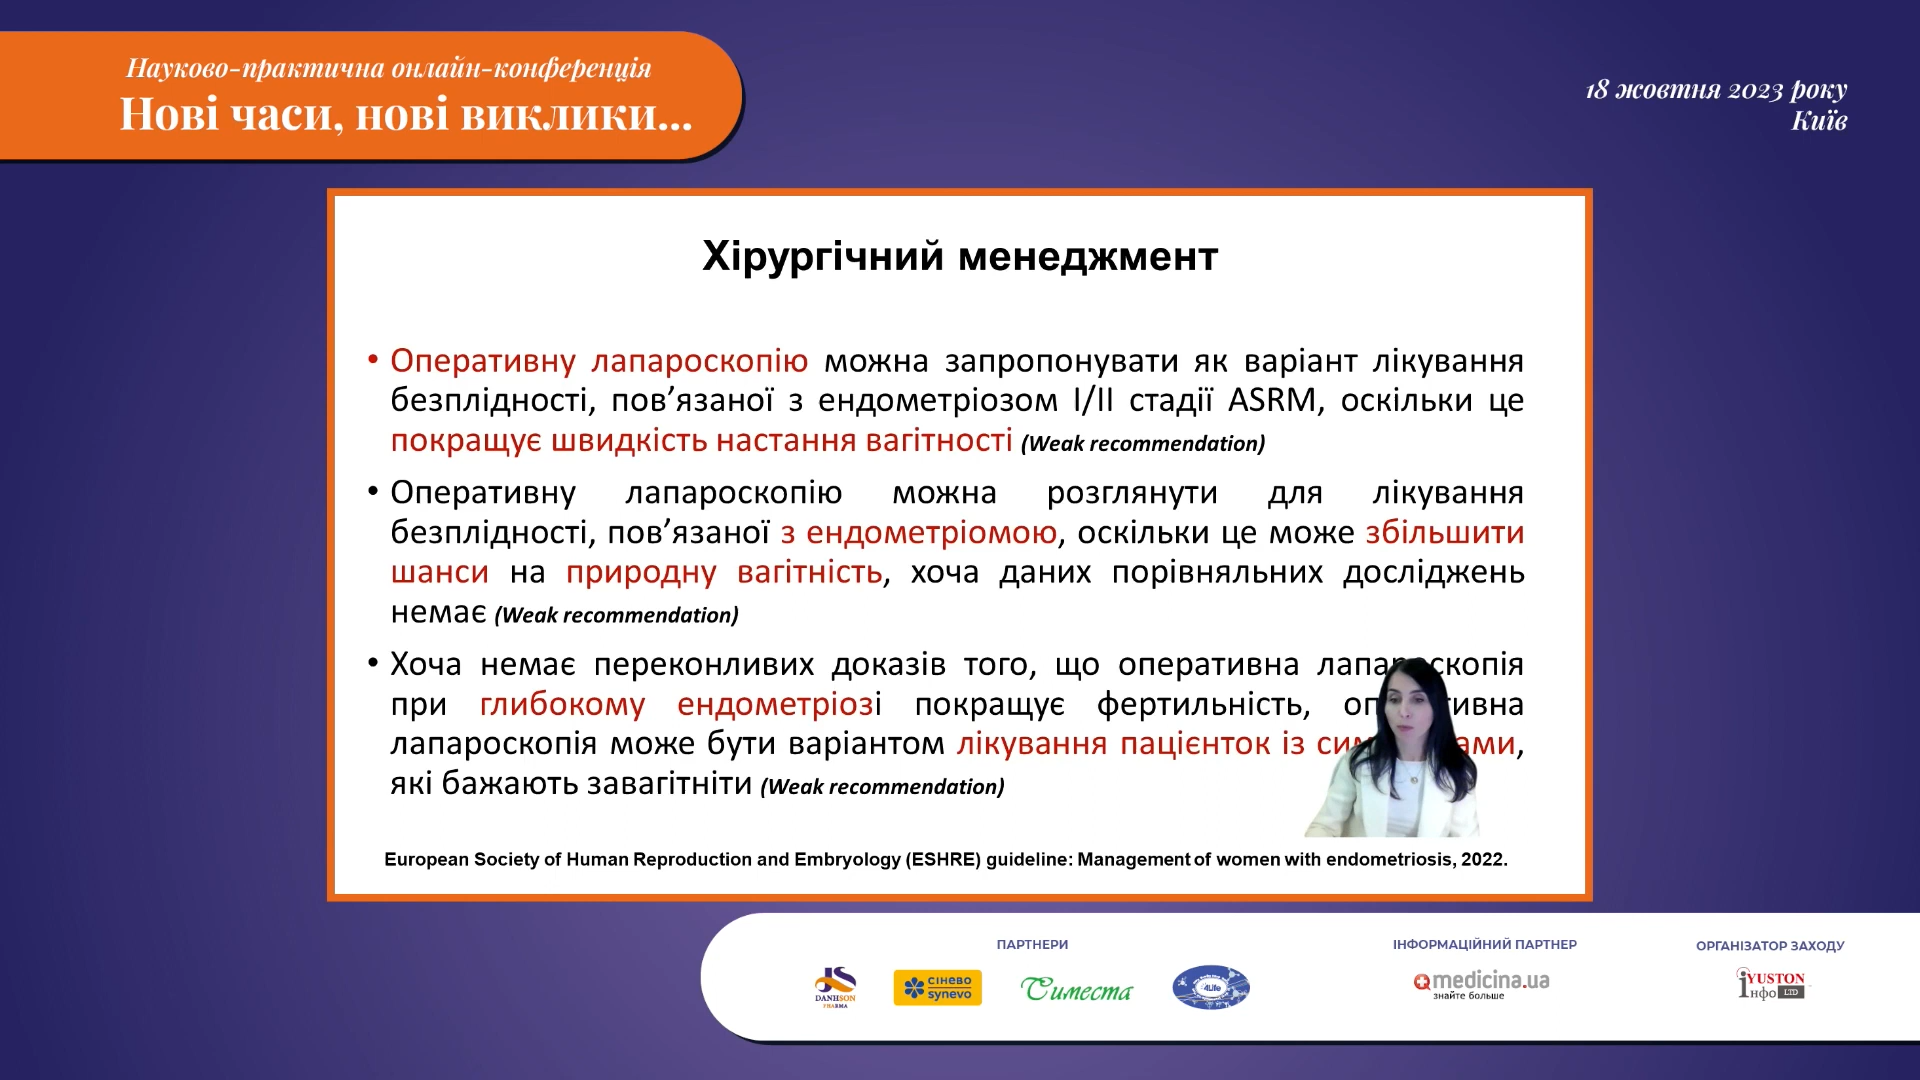 Науково-практична онлайн-конференція
Нові часи, нові виклики...
18 жовтня 2023 року
Київ
Хірургічний менеджмент
• Оперативну лапароскопію можна запропонувати як варіант лікування
безплідності, пов’язаної з ендометріозом I/II стадії ASRM, оскільки це
покращує швидкість настання вагітності (Weak recommendation)
• Оперативну лапароскопію можна розглянути для лікування
безплідності, пов’язаної з ендометріомою, оскільки це може збільшити
шанси на природну вагітність, хоча даних порівняльних досліджень
немає (Weak recommendation)
• Хоча немає переконливих доказів того, що оперативна лапароскопія
при глибокому ендометріозі покращує фертильність, оперативна
лапароскопія може бути варіантом лікування пацієнток із симптомами,
які бажають завагітніти (Weak recommendation)
European Society of Human Reproduction and Embryology (ESHRE) guideline: Management of women with endometriosis, 2022.
ПАРТНЕРИ
ІНФОРМАЦІЙНИЙ ПАРТНЕР
ОРГАНІЗАТОР ЗАХОДУ
DANHSON
PHARMA
сінево
synevo
Симеста
4Life
medicina.ua
знайте больше
YUSTON
інфо LTD